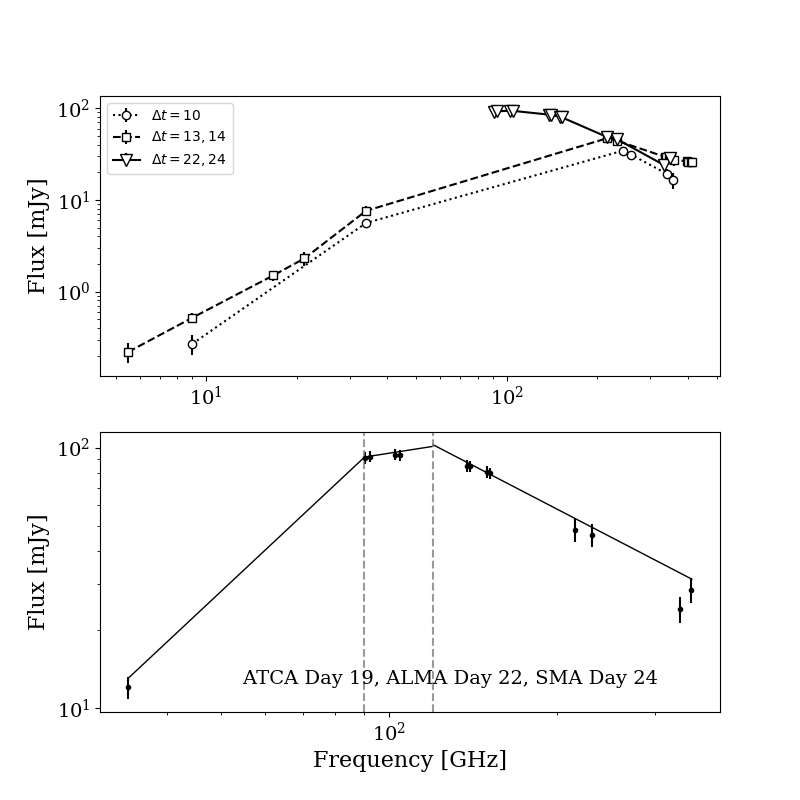 10²
10¹
10⁰
Flux [mJy]
Δt = 10
Δt = 13, 14
Δt = 22, 24
10¹
10²
10²
10¹
Flux [mJy]
ATCA Day 19, ALMA Day 22, SMA Day 24
10²
Frequency [GHz]